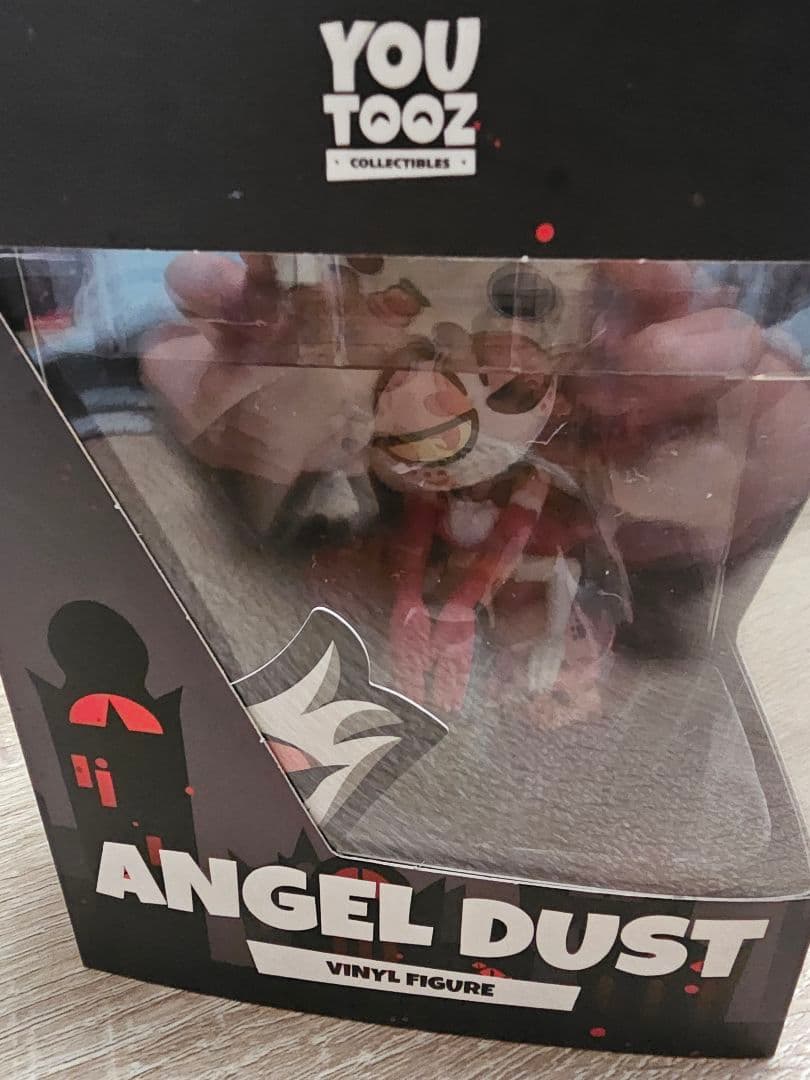 YOU
TOOZ
COLLECTIBLES
ANGEL DUST
VINYL FIGURE